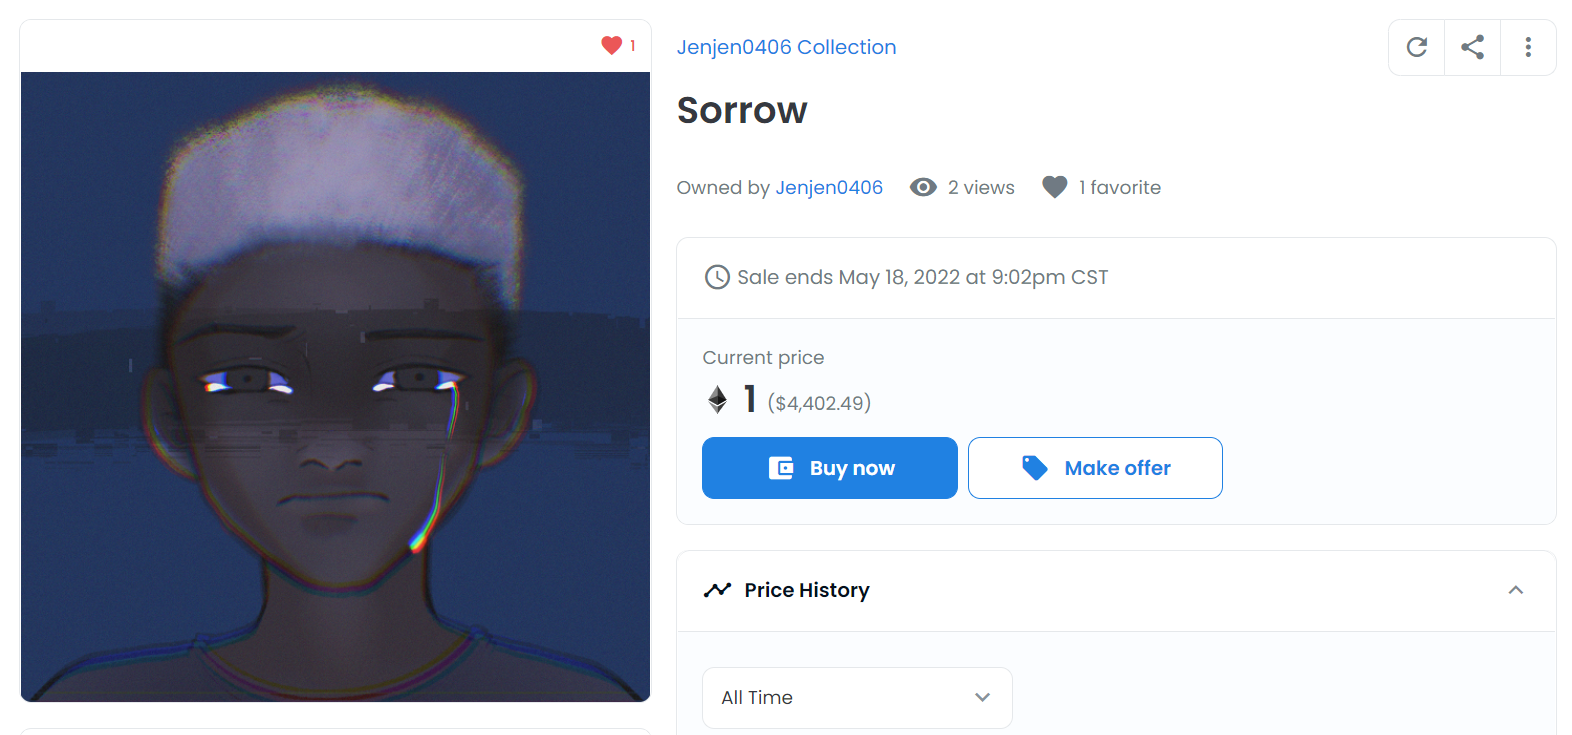 1
Jenjen0406 Collection
Sorrow
Owned by Jenjen0406 2 views 1 favorite
Sale ends May 18, 2022 at 9:02pm CST
Current price
1 ($4,402.49)
Buy now Make offer
Price History
All Time